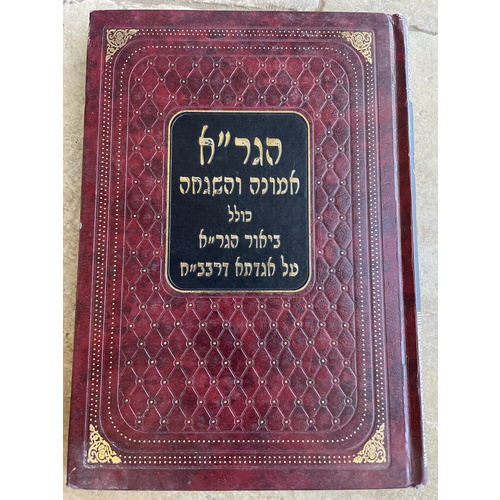 הגר"א
אמונה והשגחה
כולל
ביאור הגר"א
על אגדתא דרבב"ח